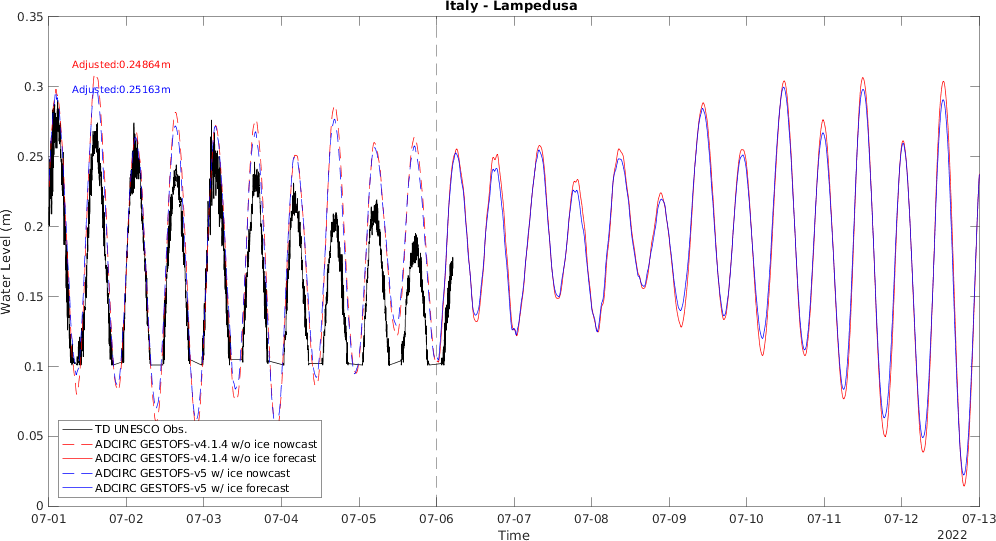 Italy - Lampedusa
0.35
0.3
0.25
0.2
0.15
0.1
0.05
0
Water Level (m)
Adjusted:0.24864m
Adjusted:0.25163m
TD UNESCO Obs.
ADCIRC GESTOFS-v4.1.4 w/o ice nowcast
ADCIRC GESTOFS-v4.1.4 w/o ice forecast
ADCIRC GESTOFS-v5 w/ ice nowcast
ADCIRC GESTOFS-v5 w/ ice forecast
07-01 07-02 07-03 07-04 07-05 07-06 07-07 07-08 07-09 07-10 07-11 07-12 07-13
Time
2022